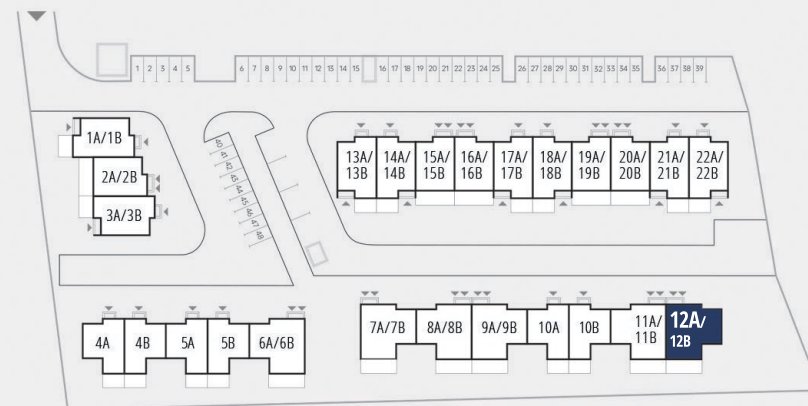 1 2 3 4 5
6 7 8 9 10 11 12 13 14 15
16 17 18 19 20 21 22 23 24 25
26 27 28 29 30 31 32 33 34 35
36 37 38 39
40
41
42
43
44
45
46
47
48
1A/1B
2A/2B
3A/3B
13A/
13B
14A/
14B
15A/
15B
16A/
16B
17A/
17B
18A/
18B
19A/
19B
20A/
20B
21A/
21B
22A/
22B
4A
4B
5A
5B
6A/6B
7A/7B
8A/8B
9A/9B
10A
10B
11A/
11B
12A/
12B